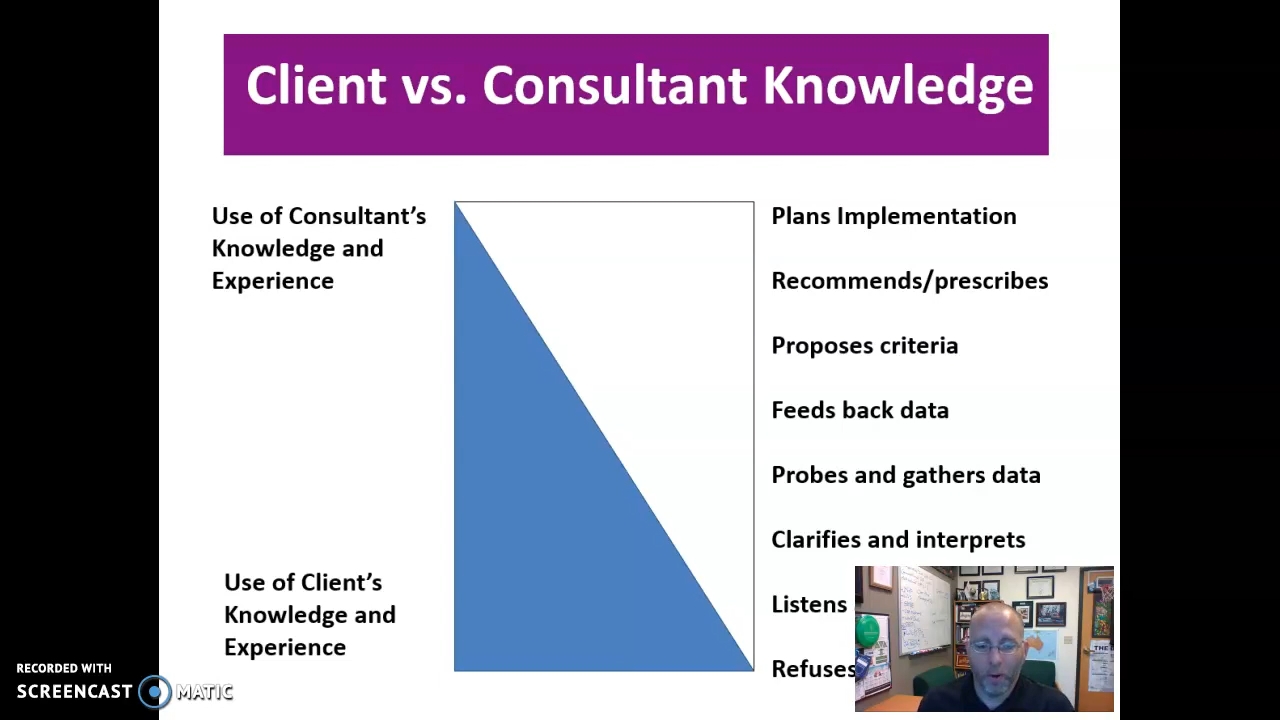 Client vs. Consultant Knowledge
Use of Consultant's
Knowledge and
Experience
Use of Client's
Knowledge and
Experience
Plans Implementation
Recommends/prescribes
Proposes criteria
Feeds back data
Probes and gathers data
Clarifies and interprets
Listens
Refuses
RECORDED WITH
SCREENCAST MATIC
THE